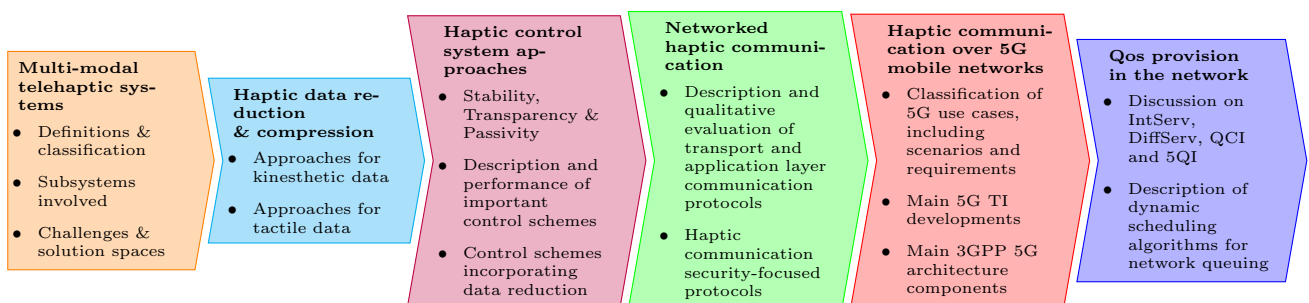 Multi-modal
telehaptic sys-
tems
• Definitions &
classification
• Subsystems
involved
• Challenges &
solution spaces
Haptic data re-
duction
& compression
• Approaches for
kinesthetic data
• Approaches for
tactile data
Haptic control
system ap-
proaches
• Stability,
Transparency &
Passivity
• Description and
performance of
important
control schemes
• Control schemes
incorporating
data reduction
Networked
haptic communi-
cation
• Description and
qualitative
evaluation of
transport and
application layer
communication
protocols
• Haptic
communication
security-focused
protocols
Haptic communi-
cation over 5G
mobile networks
• Classification of
5G use cases,
including
scenarios and
requirements
• Main 5G TI
developments
• Main 3GPP 5G
architecture
components
Qos provision
in the network
• Discussion on
IntServ,
DiffServ, QCI
and 5QI
• Description of
dynamic
scheduling
algorithms for
network queuing